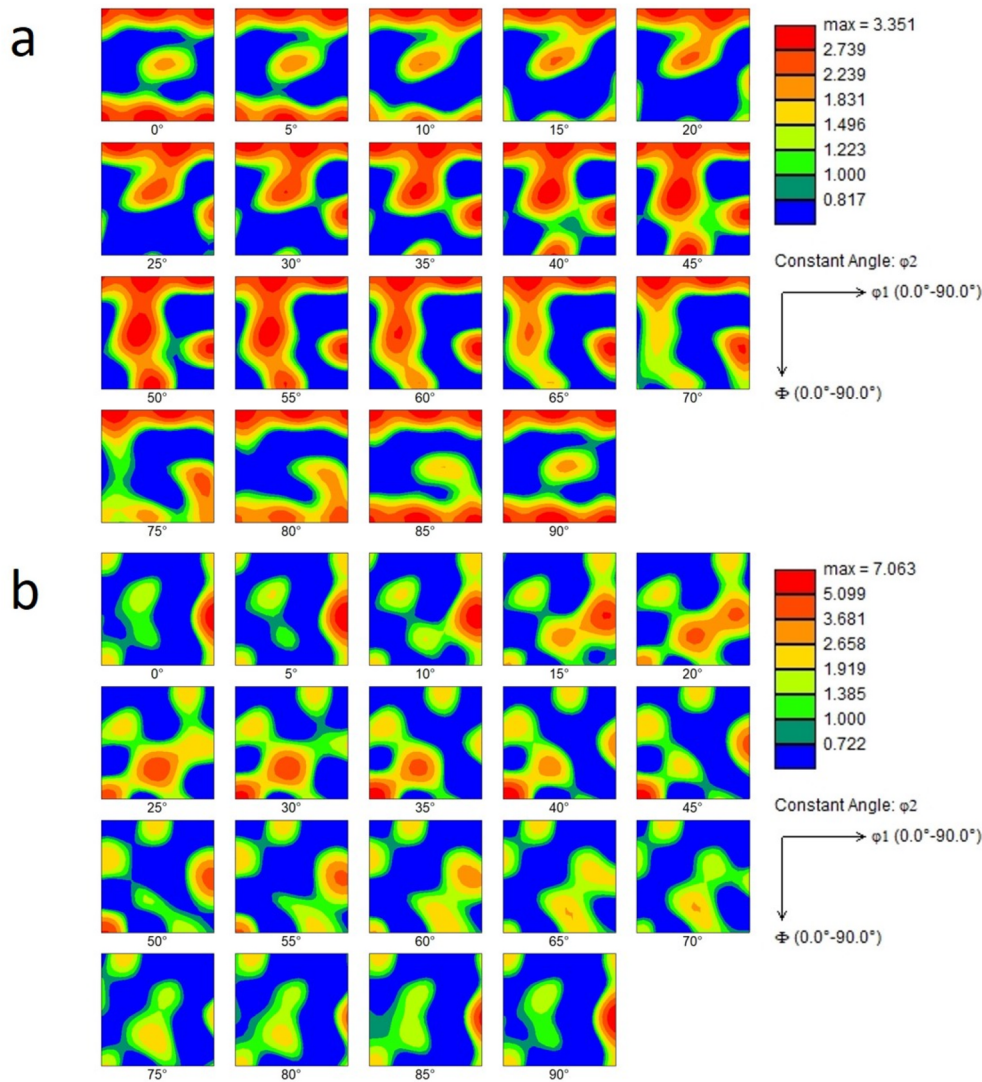 a
max = 3.351
2.739
2.239
1.831
1.496
1.223
1.000
0.817
0° 5° 10° 15° 20°
25° 30° 35° 40° 45°
Constant Angle: φ2
φ1 (0.0°-90.0°)
50° 55° 60° 65° 70°
Φ (0.0°-90.0°)
75° 80° 85° 90°
b
max = 7.063
5.099
3.681
2.658
1.919
1.385
1.000
0.722
0° 5° 10° 15° 20°
25° 30° 35° 40° 45°
Constant Angle: φ2
φ1 (0.0°-90.0°)
50° 55° 60° 65° 70°
Φ (0.0°-90.0°)
75° 80° 85° 90°